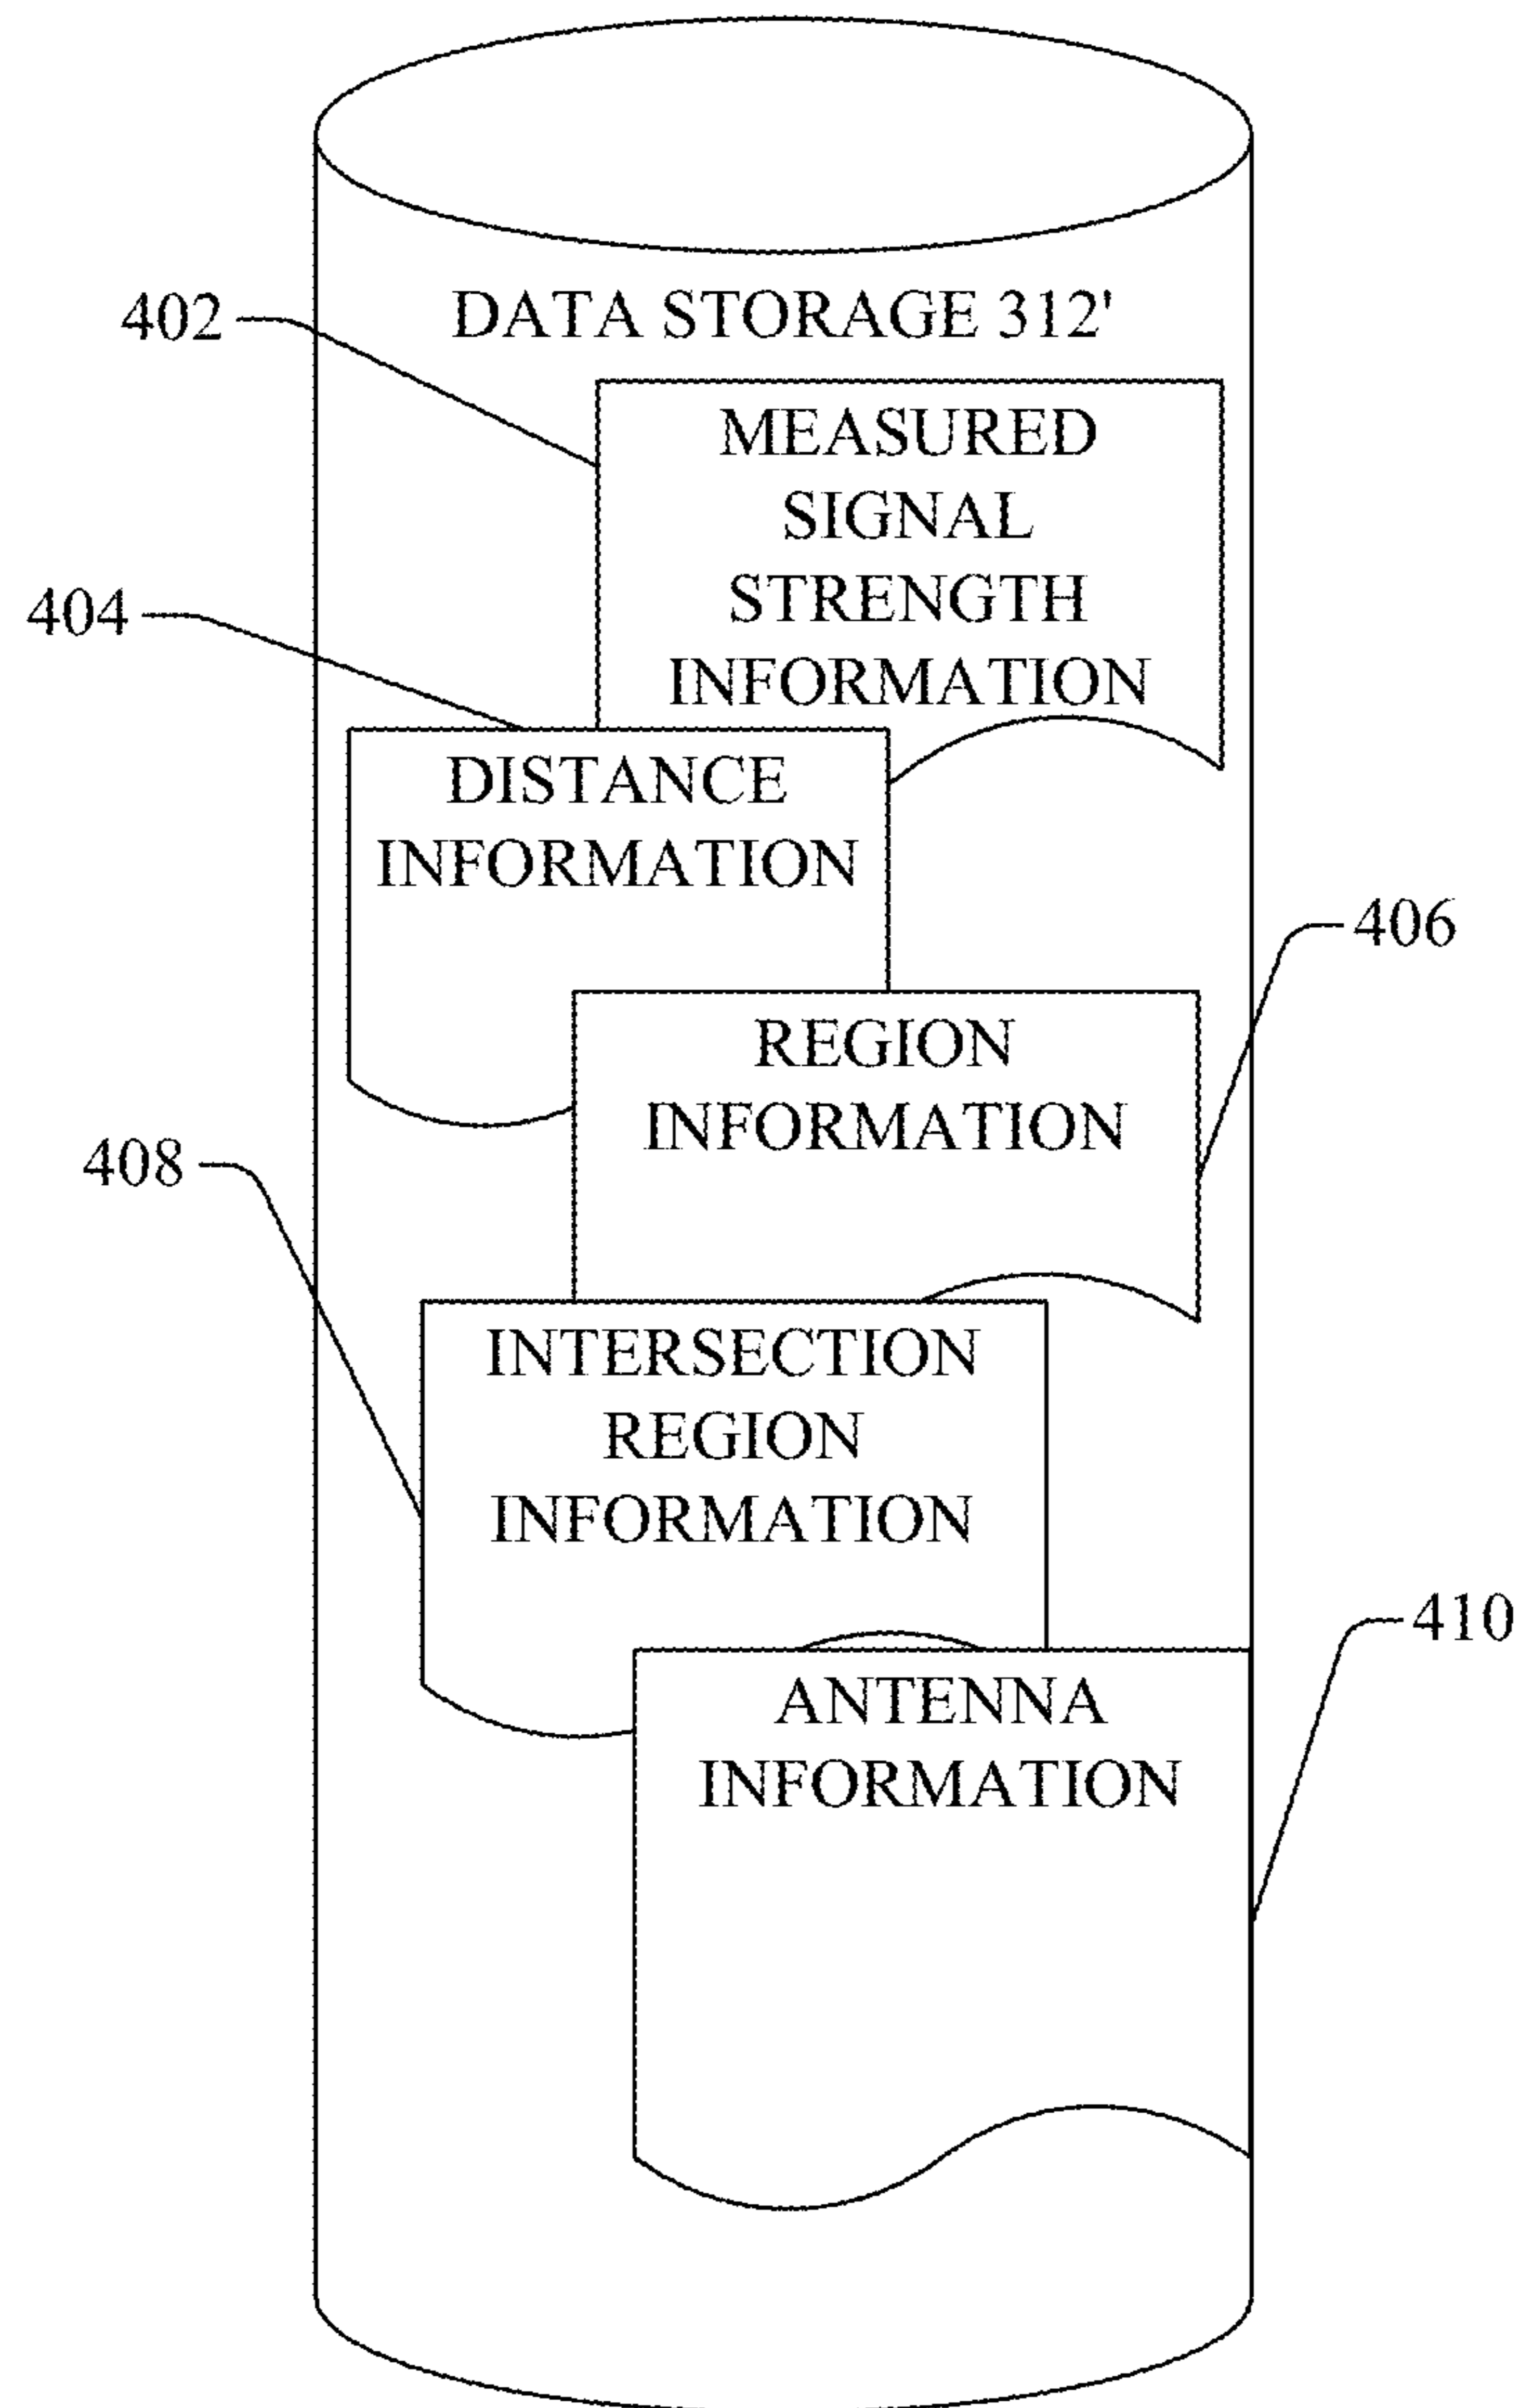 DATA STORAGE 312'
402
MEASURED
SIGNAL
STRENGTH
INFORMATION
404
DISTANCE
INFORMATION
406
REGION
INFORMATION
408
INTERSECTION
REGION
INFORMATION
410
ANTENNA
INFORMATION